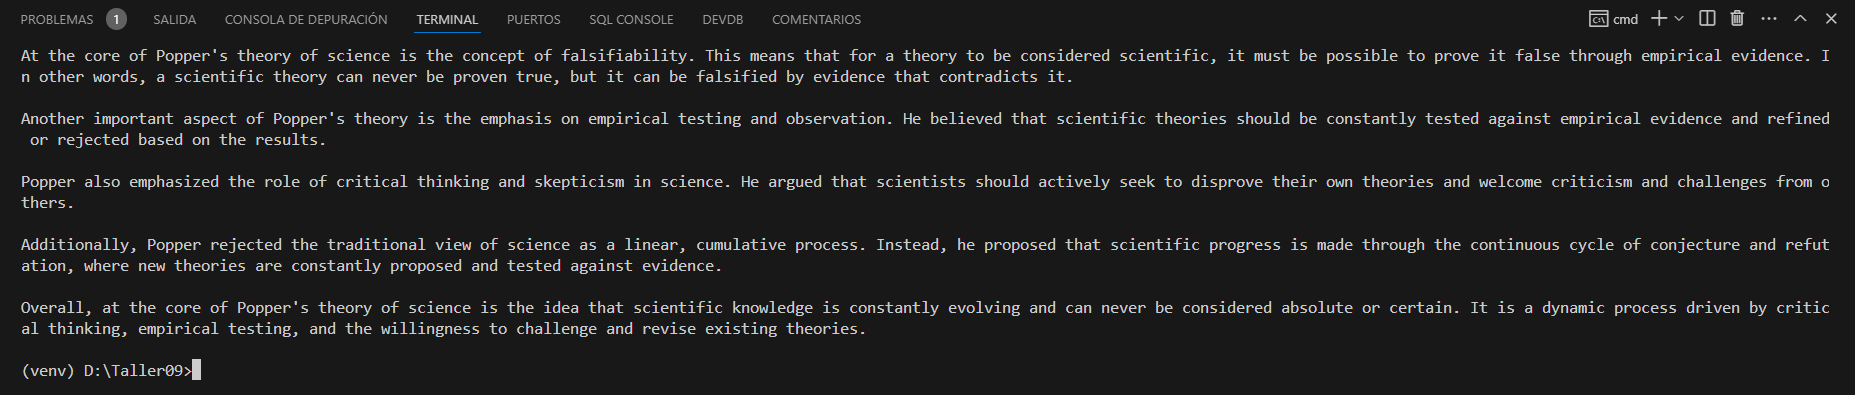 PROBLEMAS 1 SALIDA CONSOLA DE DEPURACIÓN TERMINAL PUERTOS SQL CONSOLE DEVDB COMENTARIOS cmd
At the core of Popper's theory of science is the concept of falsifiability. This means that for a theory to be considered scientific, it must be possible to prove it false through empirical evidence. I
n other words, a scientific theory can never be proven true, but it can be falsified by evidence that contradicts it.
Another important aspect of Popper's theory is the emphasis on empirical testing and observation. He believed that scientific theories should be constantly tested against empirical evidence and refined
or rejected based on the results.
Popper also emphasized the role of critical thinking and skepticism in science. He argued that scientists should actively seek to disprove their own theories and welcome criticism and challenges from o
thers.
Additionally, Popper rejected the traditional view of science as a linear, cumulative process. Instead, he proposed that scientific progress is made through the continuous cycle of conjecture and refut
ation, where new theories are constantly proposed and tested against evidence.
Overall, at the core of Popper's theory of science is the idea that scientific knowledge is constantly evolving and can never be considered absolute or certain. It is a dynamic process driven by critic
al thinking, empirical testing, and the willingness to challenge and revise existing theories.
(venv) D:\Taller09>